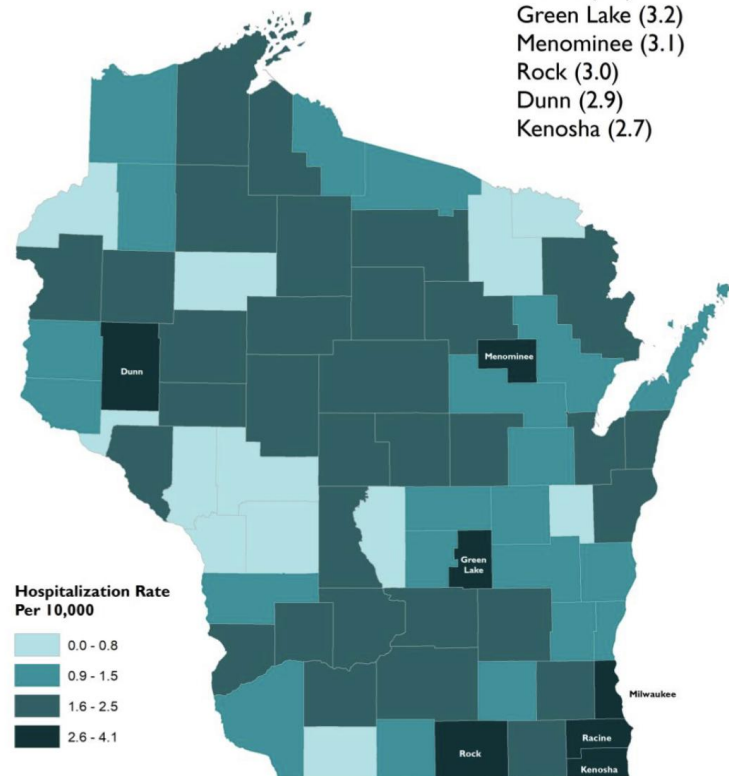 Green Lake (3.2)
Menominee (3.1)
Rock (3.0)
Dunn (2.9)
Kenosha (2.7)
Menominee
Dunn
Green
Lake
Hospitalization Rate
Per 10,000
0.0 - 0.8
0.9 - 1.5
1.6 - 2.5
2.6 - 4.1
Milwaukee
Racine
Rock
Kenosha